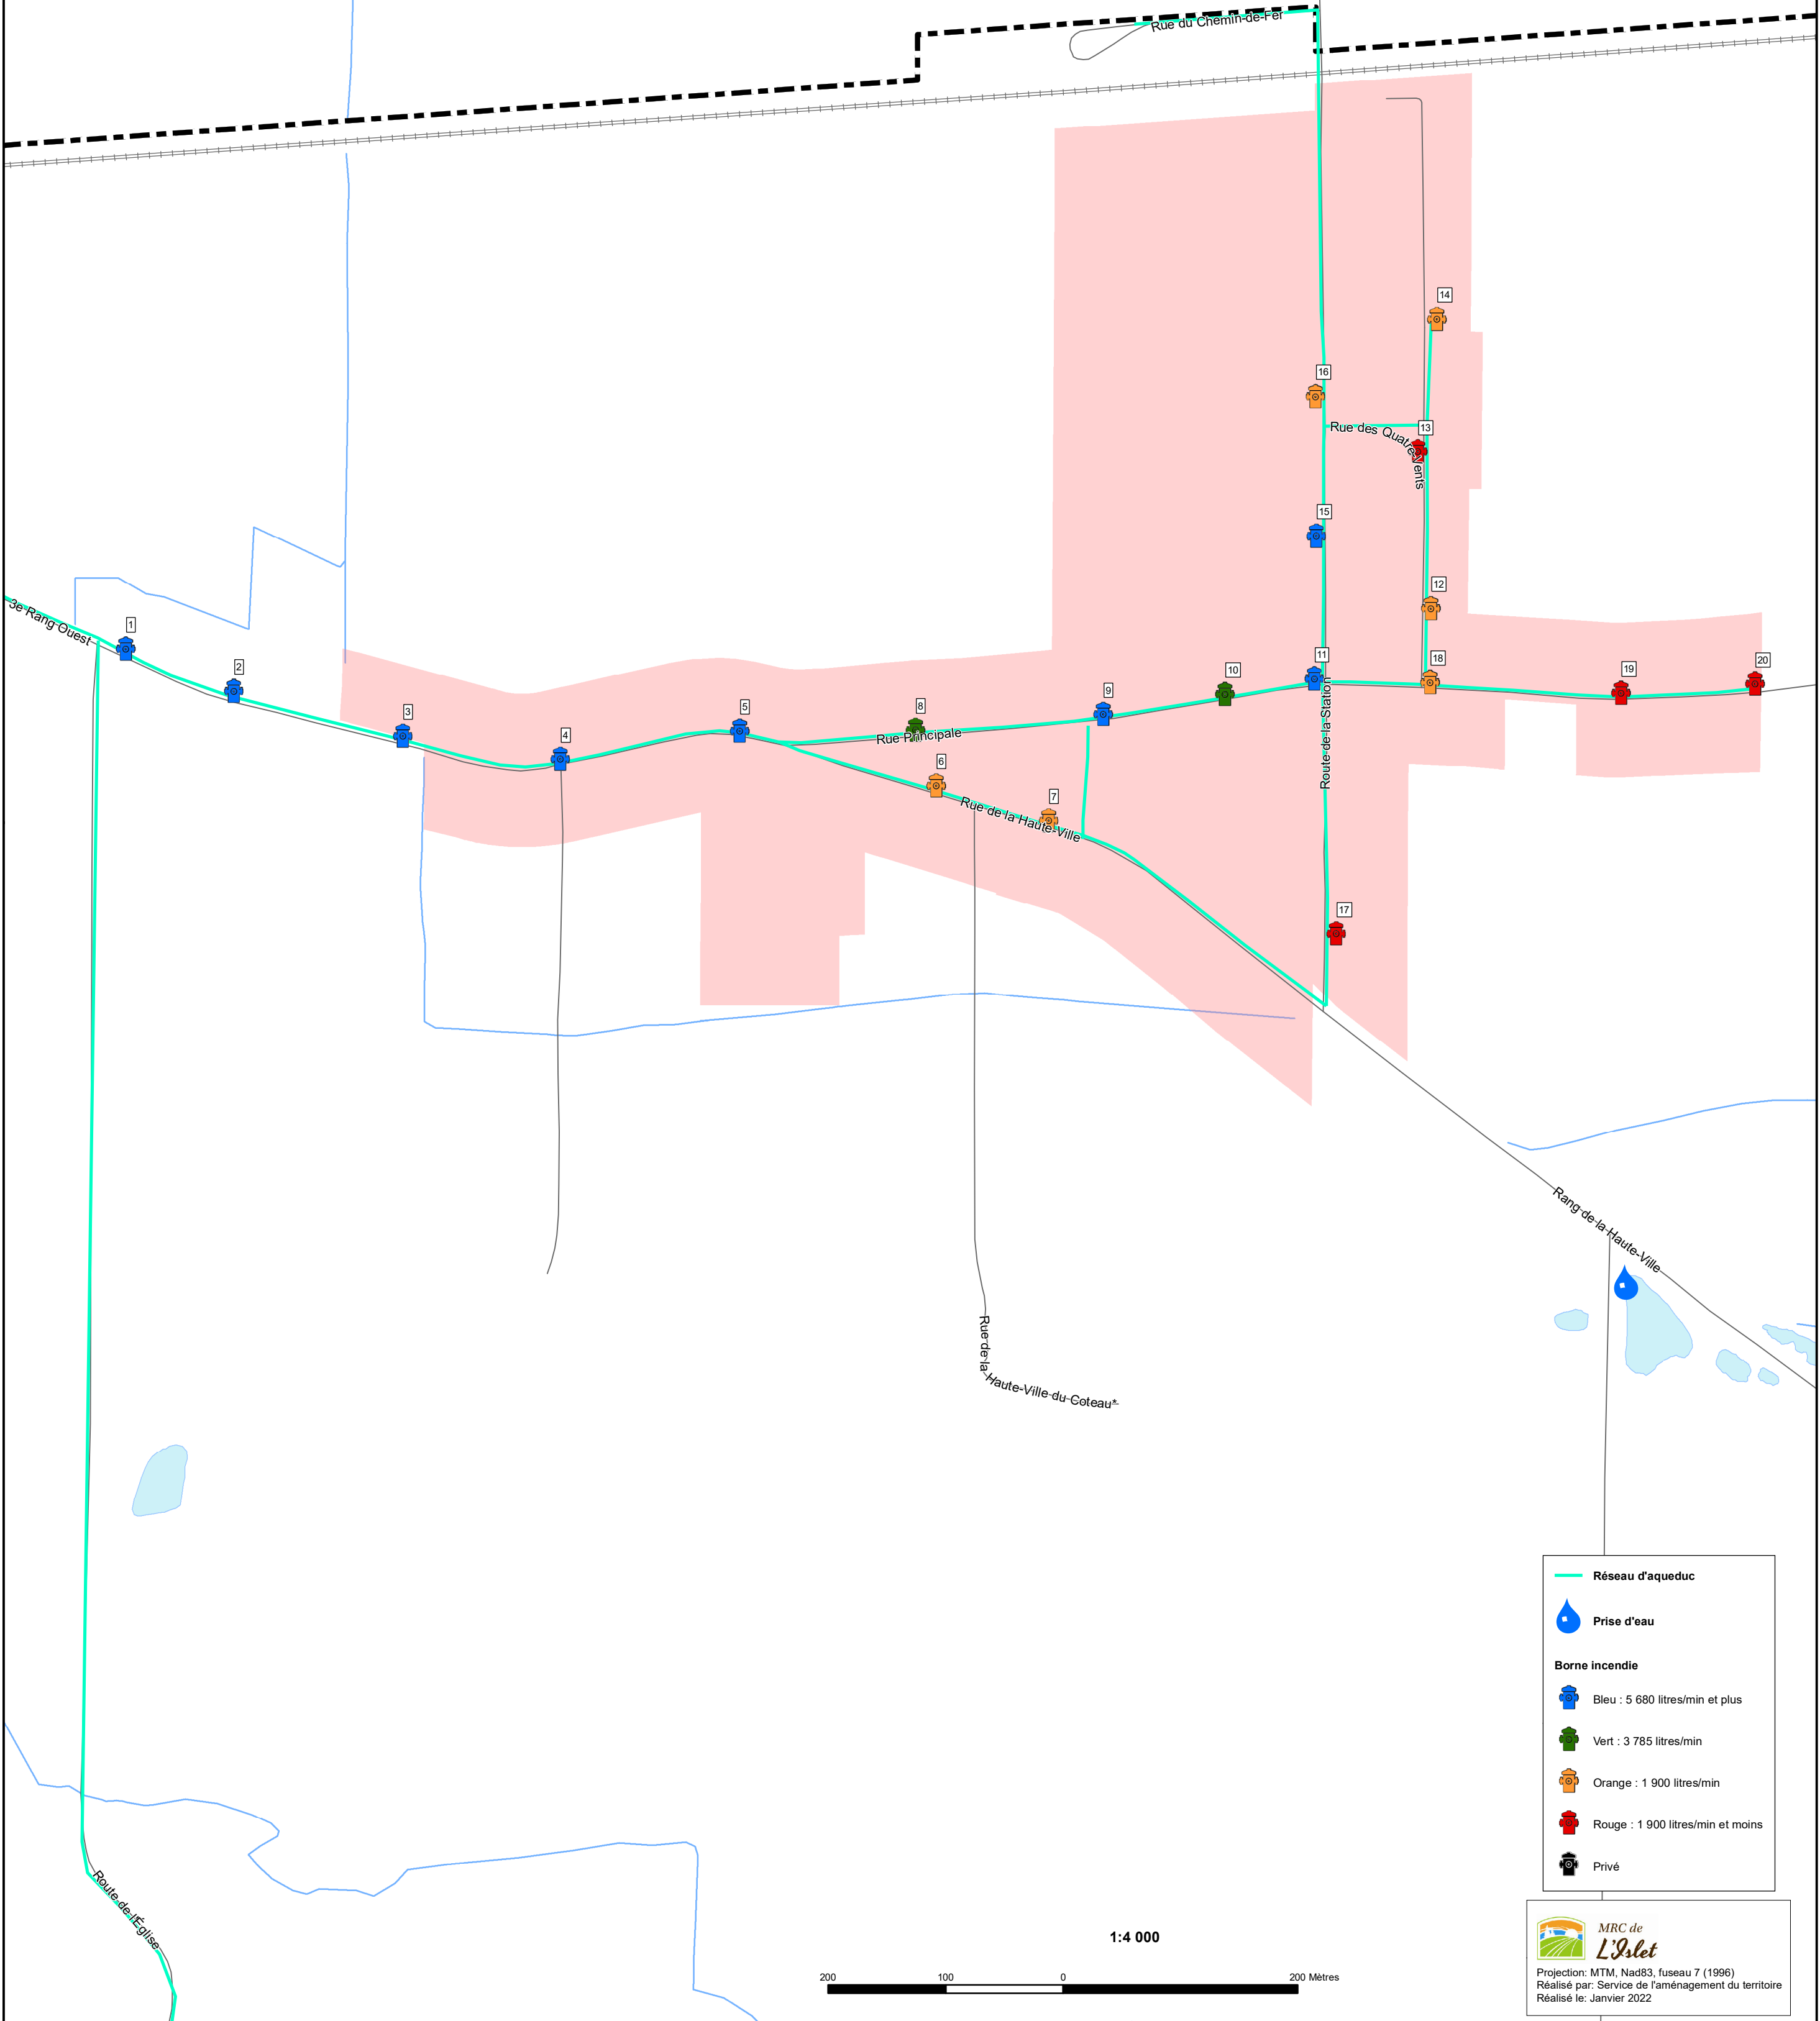 Rue du Chemin-de-Fer
14
16
Rue des Quatre-Vents
13
15
12
3e Rang Ouest
1
2
3
4
5
8
Rue Principale
9
10
11
18
19
20
6
7
Rue de la Haute-Ville
Route de la Station
17
Rang de la Haute-Ville
Rue de la
Haute-Ville-du-Coteau*
Route de l'Église
Réseau d'aqueduc
Prise d'eau
Borne incendie
Bleu : 5 680 litres/min et plus
Vert : 3 785 litres/min
Orange : 1 900 litres/min
Rouge : 1 900 litres/min et moins
Privé
1:4 000
200 100 0 200 Mètres
MRC de
L'Islet
Projection: MTM, Nad83, fuseau 7 (1996)
Réalisé par: Service de l'aménagement du territoire
Réalisé le: Janvier 2022